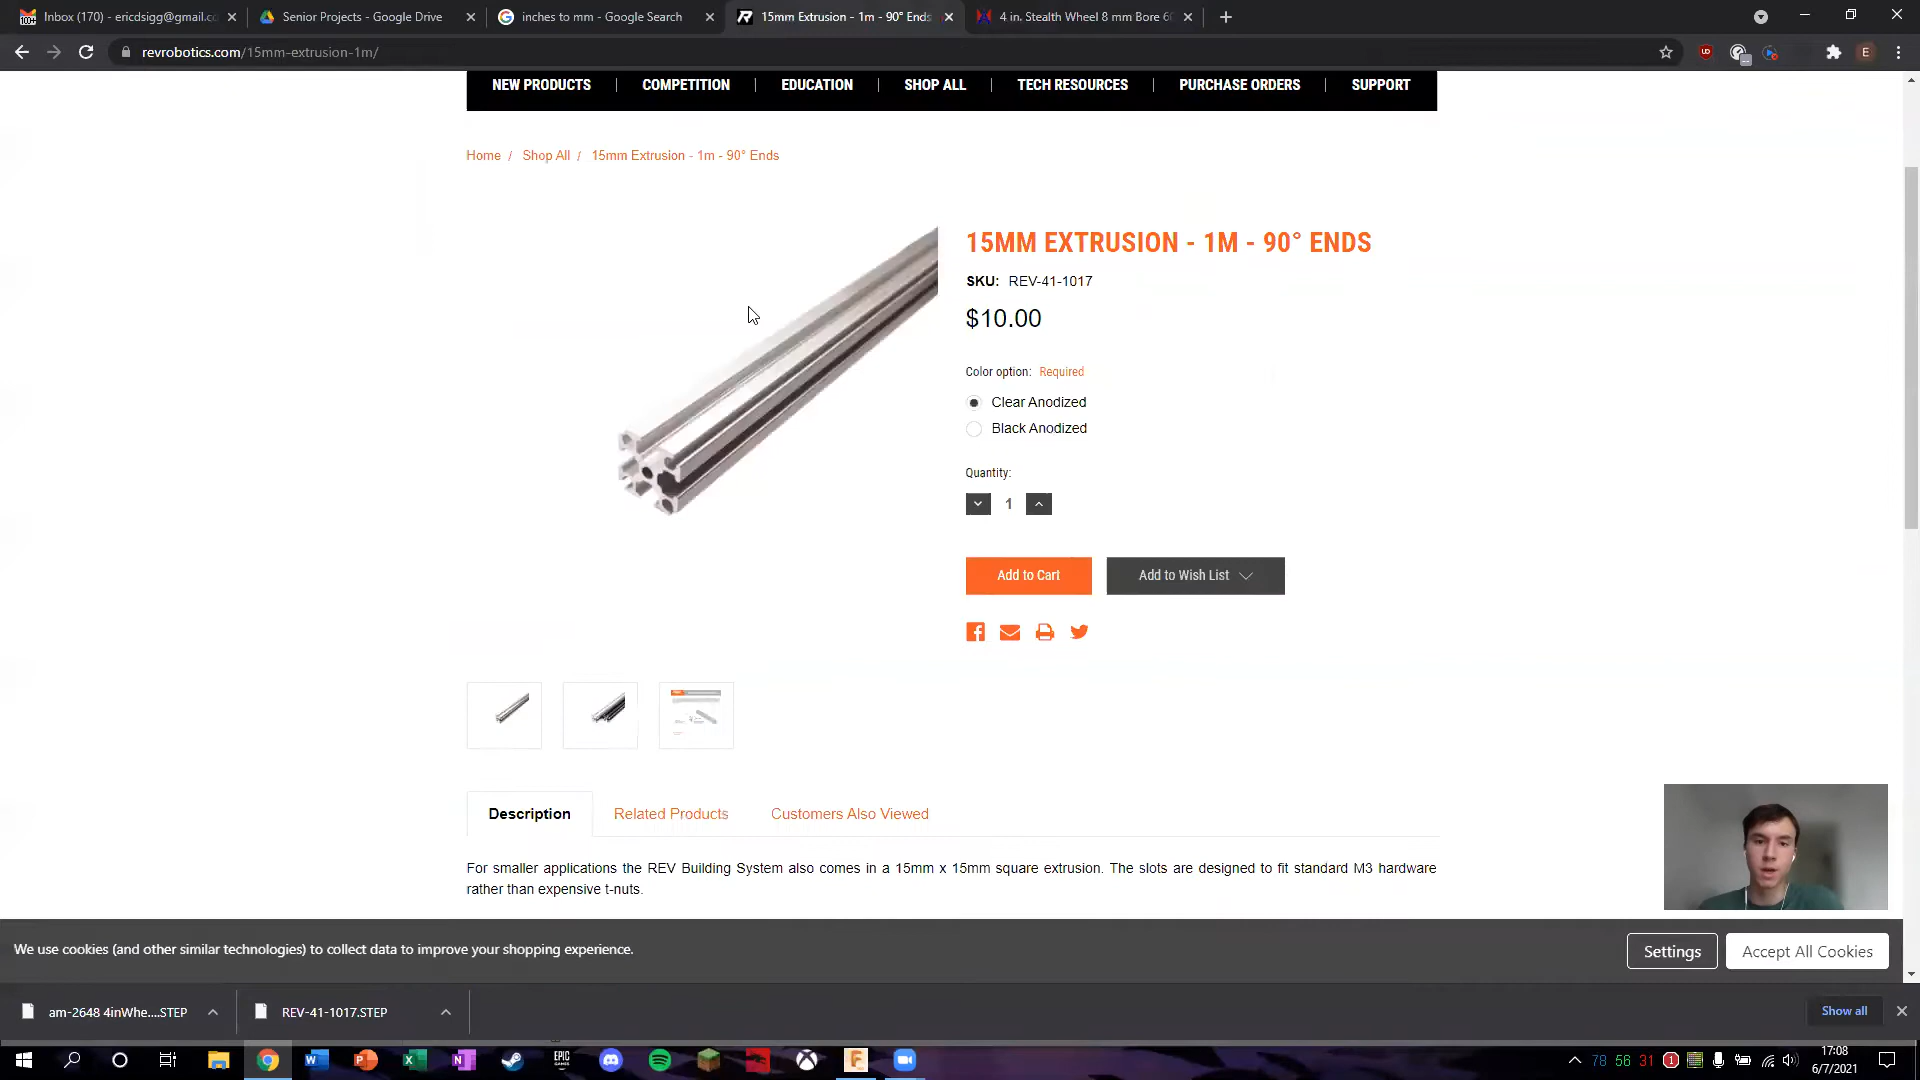 Inbox (170) - ericdsigg@gmail.co
Senior Projects - Google Drive
inches to mm - Google Search
15mm Extrusion - 1m - 90° Ends
4 in. Stealth Wheel 8 mm Bore 60
revrobotics.com/15mm-extrusion-1m/
NEW PRODUCTS
COMPETITION
EDUCATION
SHOP ALL
TECH RESOURCES
PURCHASE ORDERS
SUPPORT
Home / Shop All / 15mm Extrusion - 1m - 90° Ends
15MM EXTRUSION - 1M - 90° ENDS
SKU: REV-41-1017
$10.00
Color option: Required
Clear Anodized
Black Anodized
Quantity:
1
Add to Cart
Add to Wish List
Description
Related Products
Customers Also Viewed
For smaller applications the REV Building System also comes in a 15mm x 15mm square extrusion. The slots are designed to fit standard M3 hardware
rather than expensive t-nuts.
We use cookies (and other similar technologies) to collect data to improve your shopping experience.
Settings
Accept All Cookies
am-2648 4inWhe....STEP
REV-41-1017.STEP
Show all
78 56 31
17:08
6/7/2021